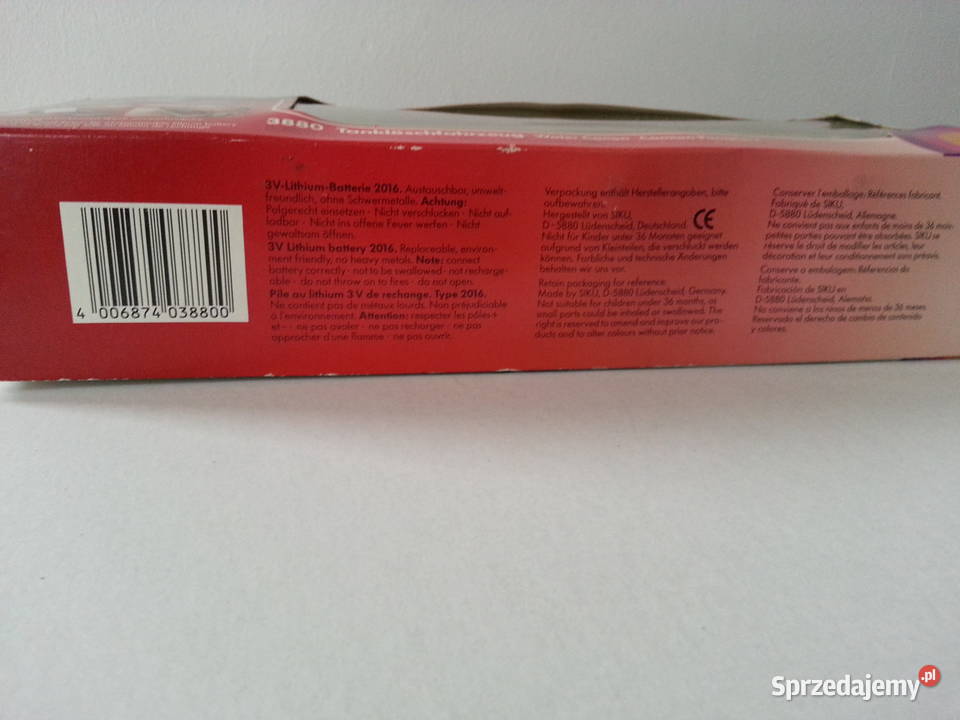 3880 Tanklöschfahrzeug
4 006874 038800
3V-Lithium-Batterie 2016. Austauschbar, umwelt-
freundlich, ohne Schwermetalle. Achtung:
Polgerecht einsetzen - Nicht verschlucken - Nicht auf-
ladbar - Nicht ins offene Feuer werfen - Nicht
gewaltsam öffnen.
3V Lithium battery 2016. Replaceable, environ-
ment friendly, no heavy metals. Note: connect
battery correctly - not to be swallowed - not recharge-
able - do not throw on to fires - do not open.
Pile au lithium 3 V de rechange. Type 2016.
Ne contient pas de métaux lourds. Non préjudiciable
à l'environnement. Attention: respecter les pôles +
et - - ne pas avaler - ne pas recharger - ne pas
approcher d'une flamme - ne pas ouvrir.
Verpackung enthält Herstellerangaben, bitte
aufbewahren.
Hergestellt von SIKU,
D-5880 Lüdenscheid, Deutschland. CE
Nicht für Kinder unter 36 Monaten geeignet
aufgrund von Kleinteilen, die verschluckt werden
können. Farbliche und technische Änderungen
behalten wir uns vor.
Retain packaging for reference.
Made by SIKU, D-5880 Lüdenscheid, Germany.
Not suitable for children under 36 months, as
small parts could be inhaled or swallowed. The
right is reserved to amend and improve our pro-
ducts and to alter colours without prior notice.
Conserver l'emballage: Références fabricant.
Fabriqué de SIKU,
D-5880 Lüdenscheid, Allemagne.
Ne convient pas aux enfants de moins de 36 mois,
petites parties pouvant être absorbées. SIKU se
réserve le droit de modifier les articles, leur
décoration et leur conditionnement sans préavis.
Conserve o embalagem: Réferencias do
fabricante.
Fabricación de SIKU en
D-5880 Lüdenscheid, Alemaña.
No conviene a los ninos de menos de 36 meses.
Reservado el derecho de cambio de contenido
y colores.
Sprzedajemy.pl